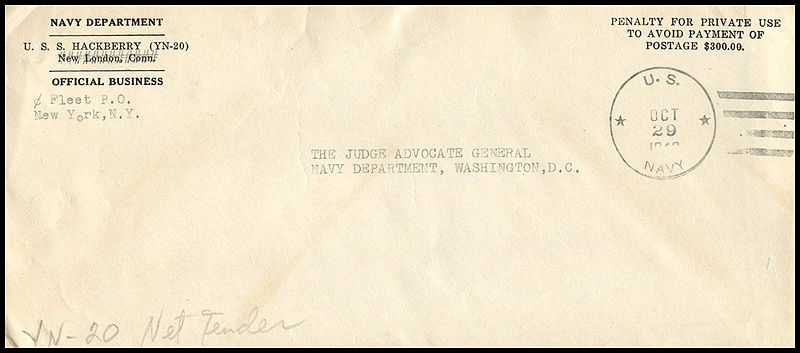 NAVY DEPARTMENT
U. S. S. HACKBERRY (YN-20)
New London, Conn.
OFFICIAL BUSINESS
¢ Fleet P.O.
New York,N.Y.
PENALTY FOR PRIVATE USE
TO AVOID PAYMENT OF
POSTAGE $300.00.
U. S.
OCT
29
NAVY
THE JUDGE ADVOCATE GENERAL
NAVY DEPARTMENT, WASHINGTON,D.C.
YN-20 Net Tender